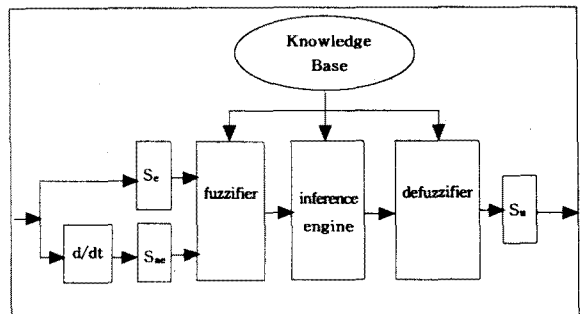 Knowledge
Base
Se
fuzzifier
inference
engine
defuzzifier
Su
d/dt
Sae